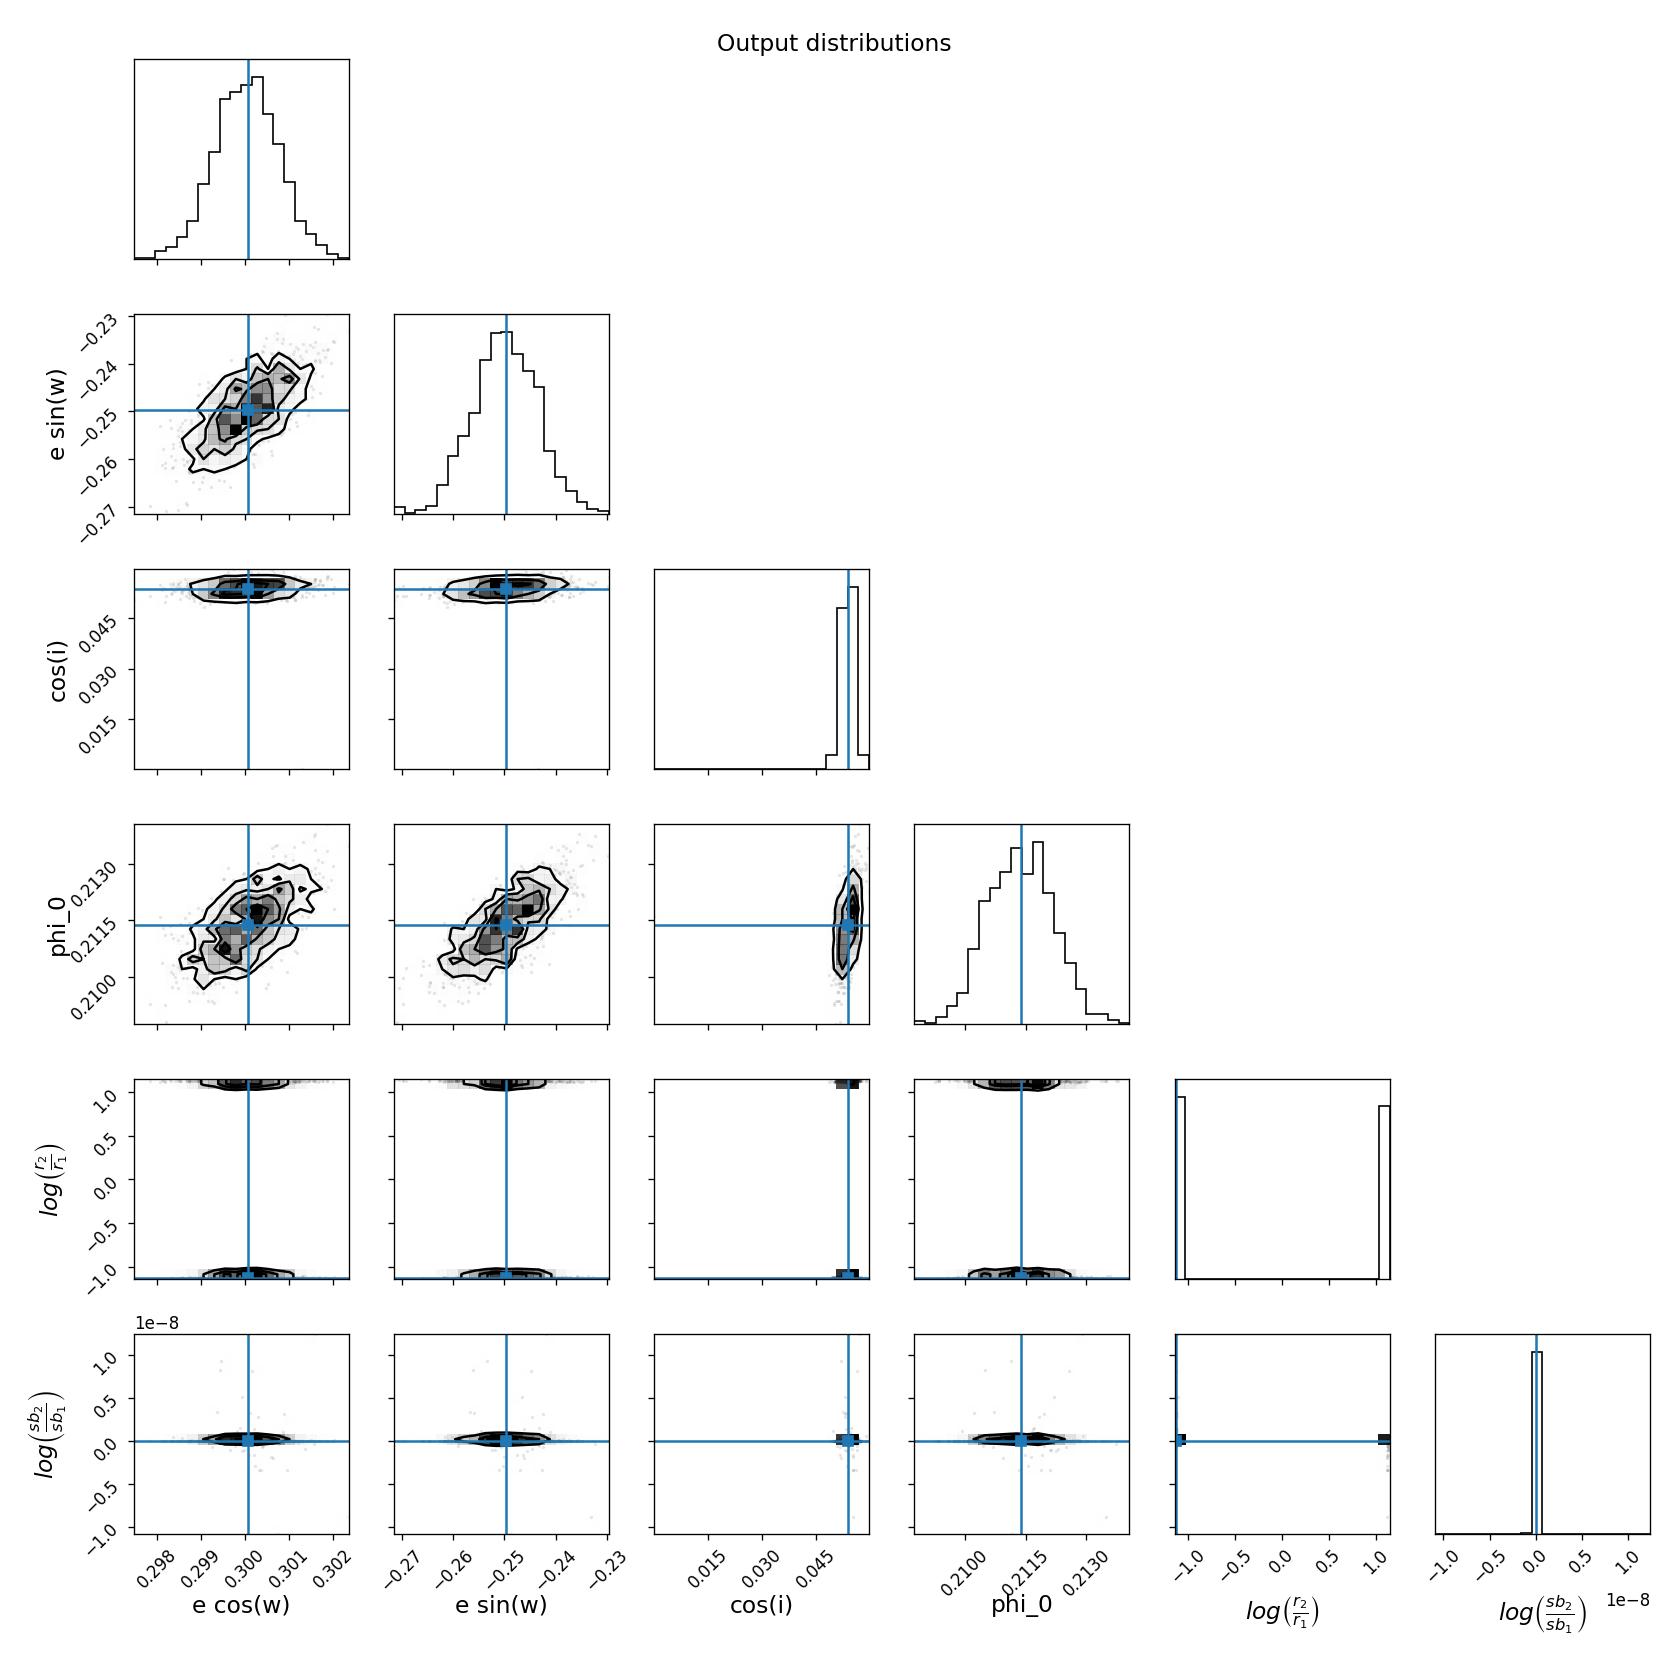 Output distributions
e sin(w)
−0.23
−0.24
−0.25
−0.26
−0.27
cos(i)
0.045
0.030
0.015
phi_0
0.2130
0.2115
0.2100
log(r₂/r₁)
1.0
0.5
0.0
−0.5
−1.0
1e−8
log(sb₂/sb₁)
1.0
0.5
0.0
−0.5
−1.0
0.298 0.299 0.300 0.301 0.302
−0.27 −0.26 −0.25 −0.24 −0.23
0.015 0.030 0.045
0.2100 0.2115 0.2130
−1.0 −0.5 0.0 0.5 1.0
−1.0 −0.5 0.0 0.5 1.0
1e−8
e cos(w) e sin(w) cos(i) phi_0 log(r₂/r₁) log(sb₂/sb₁)